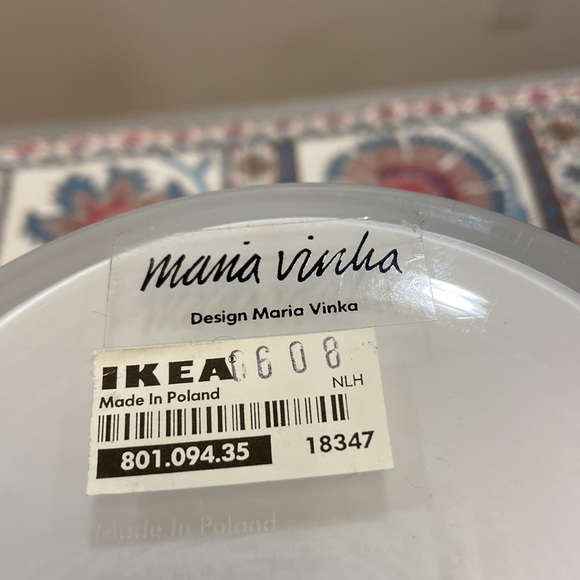 maria vinka
Design Maria Vinka
IKEA® 0608
NLH
Made In Poland
801.094.35
18347
Made In Poland